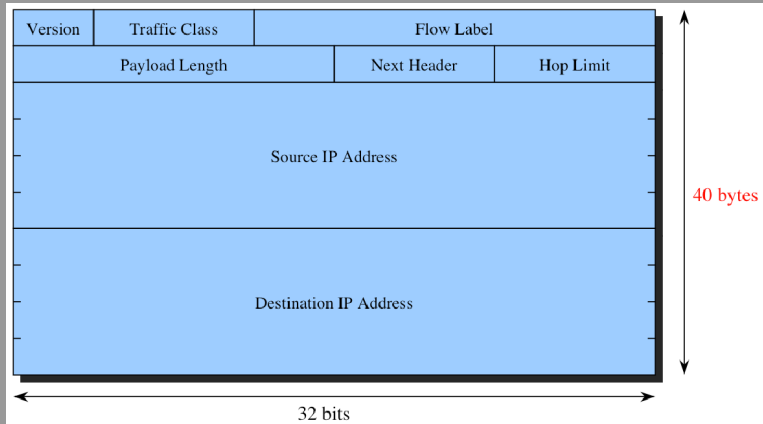 Version Traffic Class Flow Label
Payload Length Next Header Hop Limit
Source IP Address
40 bytes
Destination IP Address
32 bits